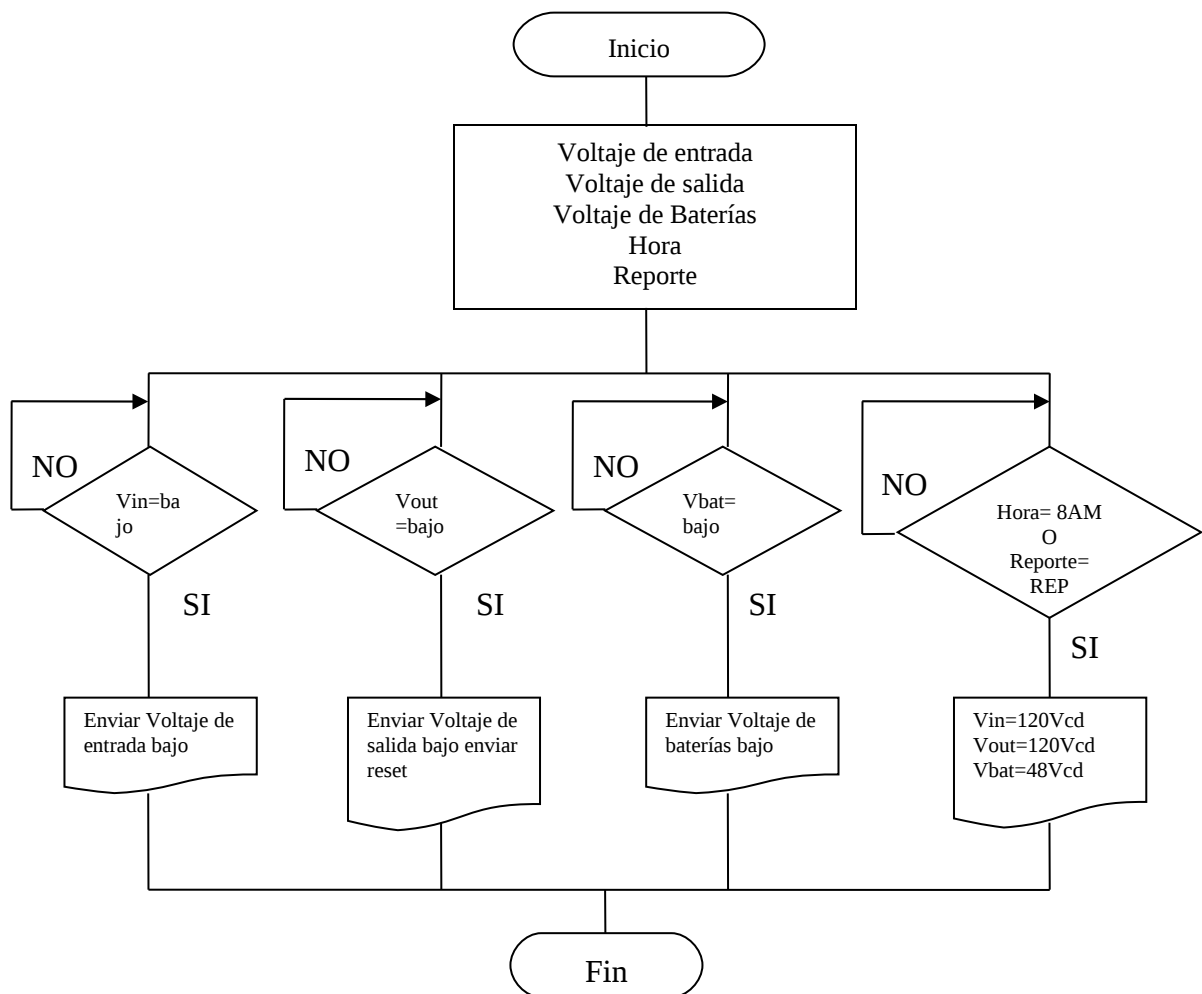 Inicio
Voltaje de entrada
Voltaje de salida
Voltaje de Baterías
Hora
Reporte
NO
Vin=ba
jo
SI
Enviar Voltaje de
entrada bajo
NO
Vout
=bajo
SI
Enviar Voltaje de
salida bajo enviar
reset
NO
Vbat=
bajo
SI
Enviar Voltaje de
baterías bajo
NO
Hora= 8AM
O
Reporte=
REP
SI
Vin=120Vcd
Vout=120Vcd
Vbat=48Vcd
Fin